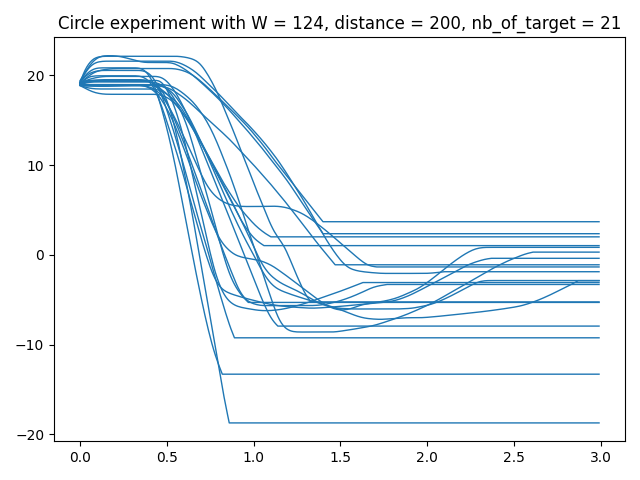 Circle experiment with W = 124, distance = 200, nb_of_target = 21
20
10
0
−10
−20
0.0 0.5 1.0 1.5 2.0 2.5 3.0